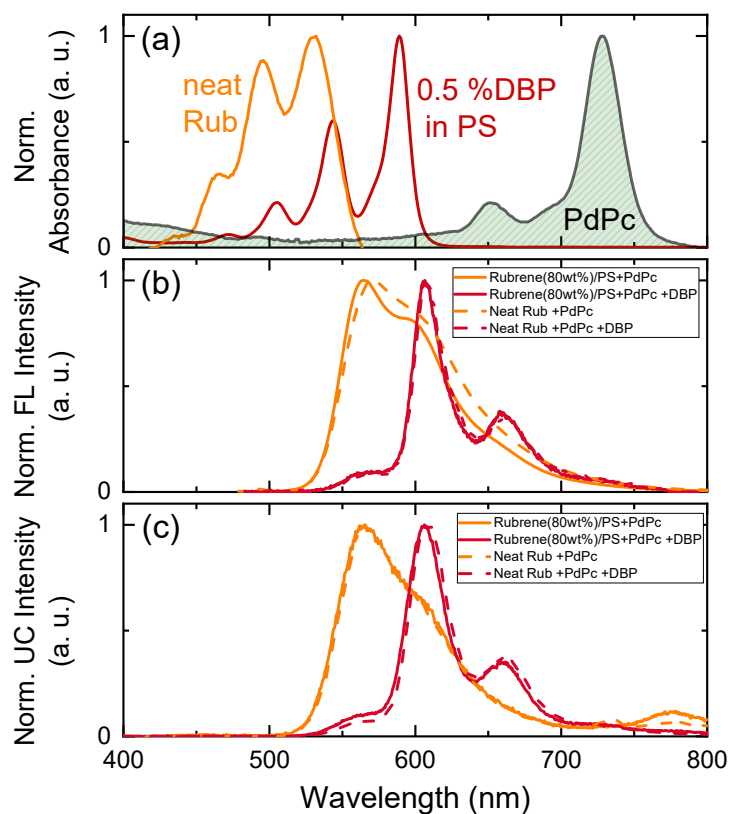 (a)
neat
Rub
0.5 %DBP
in PS
PdPc
Norm.
Absorbance (a. u.)
1
0
(b)
Rubrene(80wt%)/PS+PdPc
Rubrene(80wt%)/PS+PdPc +DBP
Neat Rub +PdPc
Neat Rub +PdPc +DBP
Norm. FL Intensity
(a. u.)
1
0
(c)
Rubrene(80wt%)/PS+PdPc
Rubrene(80wt%)/PS+PdPc +DBP
Neat Rub +PdPc
Neat Rub +PdPc +DBP
Norm. UC Intensity
(a. u.)
1
0
400 500 600 700 800
Wavelength (nm)